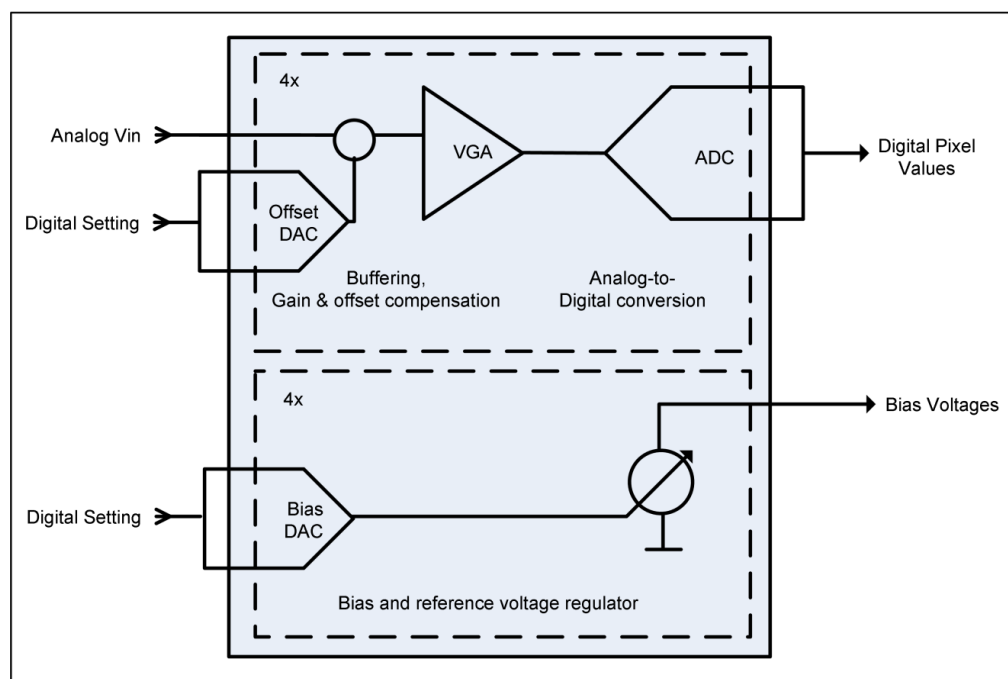 4x
Analog Vin
VGA
ADC
Digital Pixel
Values
Digital Setting
Offset
DAC
Buffering,
Gain & offset compensation
Analog-to-
Digital conversion
4x
Bias Voltages
Digital Setting
Bias
DAC
Bias and reference voltage regulator